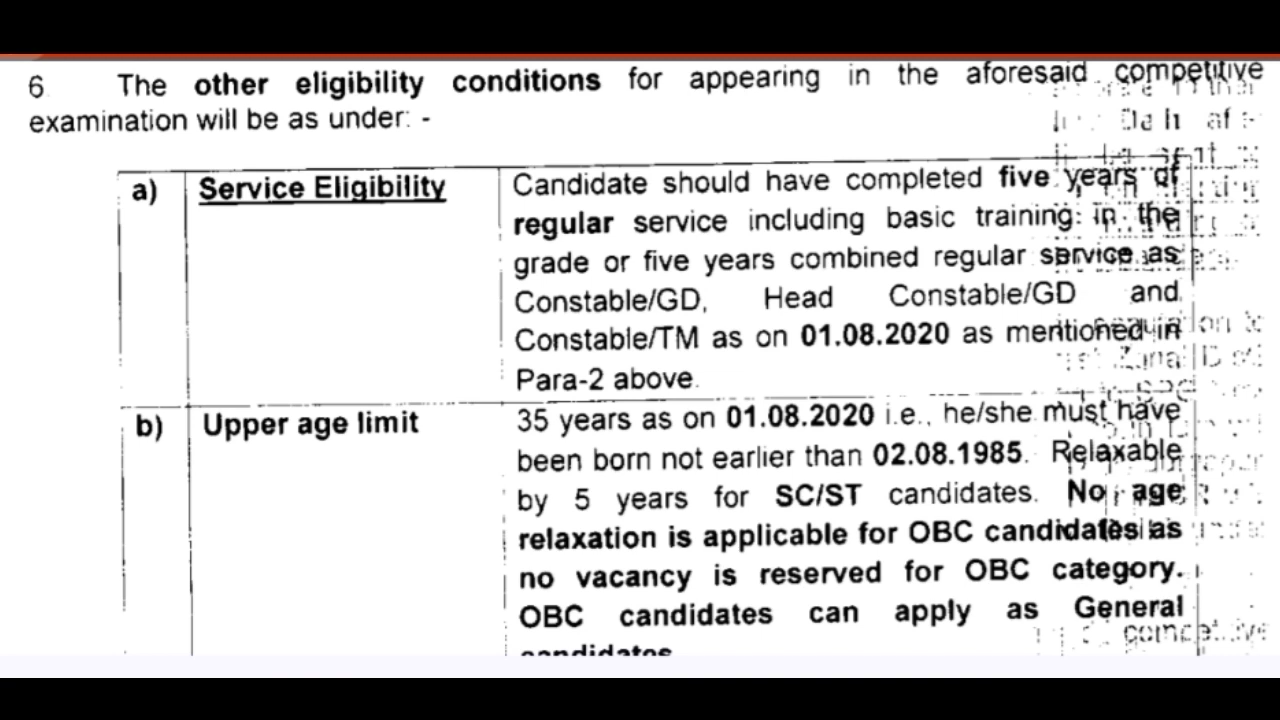 6. The other eligibility conditions for appearing in the aforesaid competitive
examination will be as under: -
a) Service Eligibility Candidate should have completed five years of
regular service including basic training in the
grade or five years combined regular service as
Constable/GD, Head Constable/GD and
Constable/TM as on 01.08.2020 as mentioned in
Para-2 above.
b) Upper age limit 35 years as on 01.08.2020 i.e., he/she must have
been born not earlier than 02.08.1985. Relaxable
by 5 years for SC/ST candidates. No age
relaxation is applicable for OBC candidates as
no vacancy is reserved for OBC category.
OBC candidates can apply as General
candidates